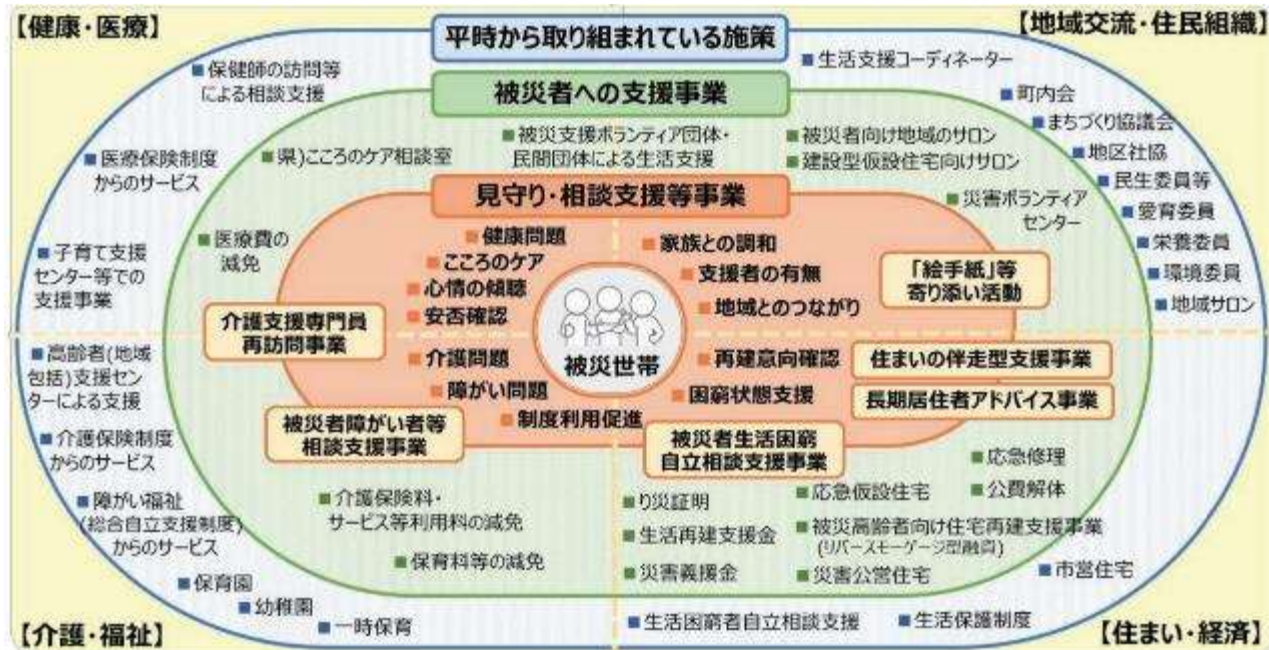 【健康・医療】
【地域交流・住民組織】
平時から取り組まれている施策
■保健師の訪問等
による相談支援
■医療保険制度
からのサービス
■子育て支援
センター等での
支援事業
■生活支援コーディネーター
■町内会
■まちづくり協議会
■地区社協
■民生委員等
■愛育委員
■栄養委員
■環境委員
■地域サロン
被災者への支援事業
■県)こころのケア相談室
■医療費の
減免
■被災支援ボランティア団体・
民間団体による生活支援
■被災者向け地域のサロン
■建設型仮設住宅向けサロン
■災害ボランティア
センター
見守り・相談支援等事業
■健康問題
■こころのケア
■心情の傾聴
■安否確認
■介護問題
■障がい問題
■制度利用促進
■家族との調和
■支援者の有無
■地域とのつながり
■再建意向確認
■困窮状態支援
被災世帯
「絵手紙」等
寄り添い活動
介護支援専門員
再訪問事業
住まいの伴走型支援事業
長期居住者アドバイス事業
被災者障がい者等
相談支援事業
被災者生活困窮
自立相談支援事業
■高齢者(地域
包括)支援セン
ターによる支援
■介護保険制度
からのサービス
■障がい福祉
(総合自立支援制度)
からのサービス
■保育園
■幼稚園
■一時保育
■介護保険料・
サービス等利用料の減免
■保育料等の減免
■り災証明
■生活再建支援金
■災害義援金
■応急仮設住宅
■被災高齢者向け住宅再建支援事業
(リバースモーゲージ型融資)
■災害公営住宅
■応急修理
■公費解体
■市営住宅
■生活困窮者自立相談支援
■生活保護制度
【介護・福祉】
【住まい・経済】